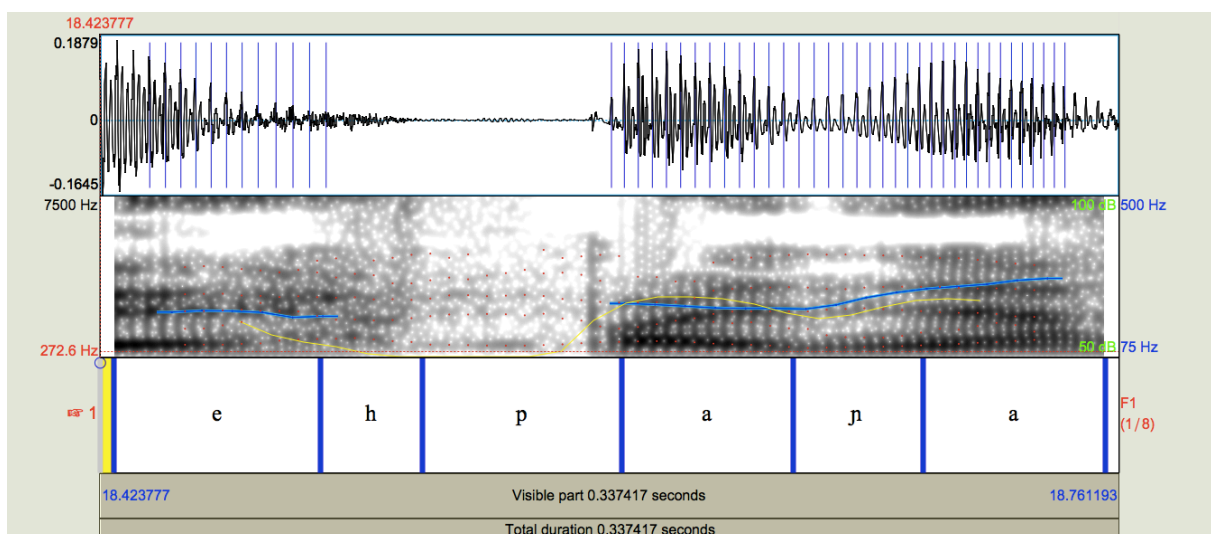 18.423777
0.1879
0
-0.1645
7500 Hz
100 dB 500 Hz
272.6 Hz
50 dB 75 Hz
☞ 1
e h p a ɲ a
F1
(1/8)
18.423777 Visible part 0.337417 seconds 18.761193
Total duration 0.337417 seconds